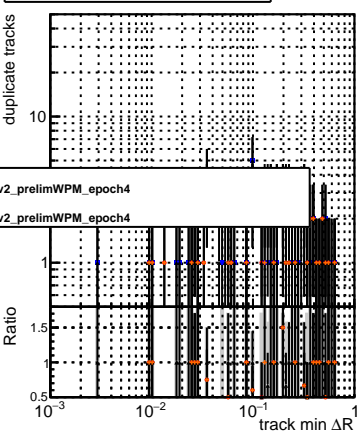 duplicate tracks
10
v2_prelimWPM_epoch4
v2_prelimWPM_epoch4
1
Ratio
1.5
1
0.5
10−3 10−2 10−1 1
track min ΔR